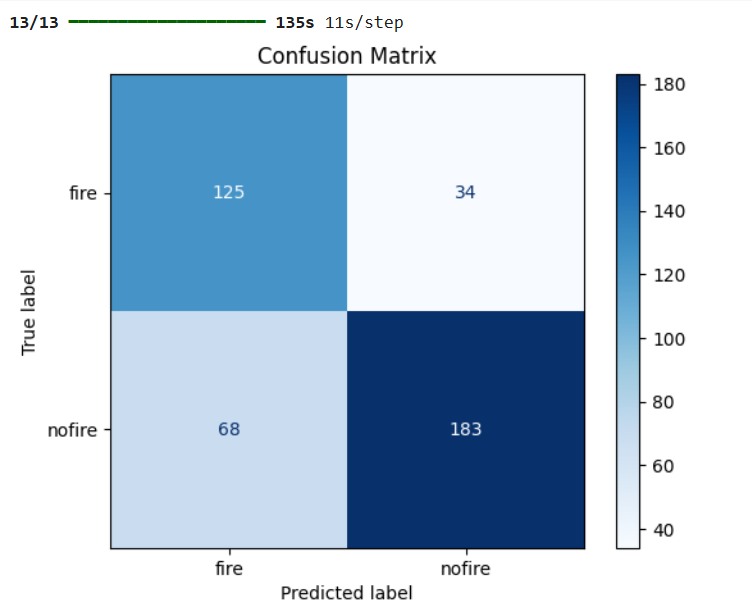 13/13 ━━━━━━━━━━━━━━━━━━━━ 135s 11s/step
Confusion Matrix
180
160
140
120
100
80
60
40
fire
125
34
True label
nofire
68
183
fire
nofire
Predicted label